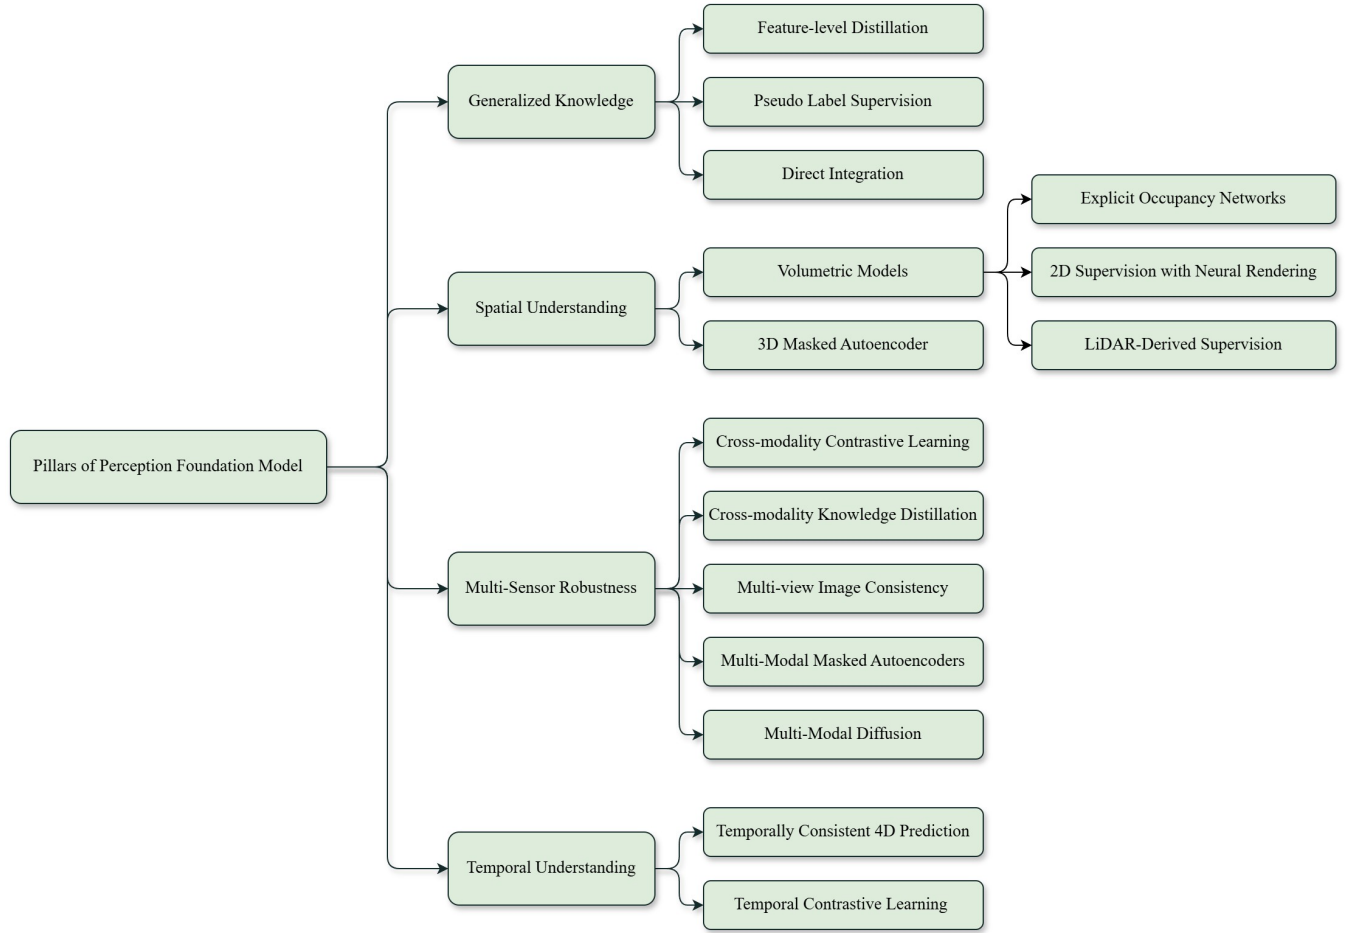 Pillars of Perception Foundation Model
Generalized Knowledge
Feature-level Distillation
Pseudo Label Supervision
Direct Integration
Spatial Understanding
Volumetric Models
Explicit Occupancy Networks
2D Supervision with Neural Rendering
LiDAR-Derived Supervision
3D Masked Autoencoder
Multi-Sensor Robustness
Cross-modality Contrastive Learning
Cross-modality Knowledge Distillation
Multi-view Image Consistency
Multi-Modal Masked Autoencoders
Multi-Modal Diffusion
Temporal Understanding
Temporally Consistent 4D Prediction
Temporal Contrastive Learning